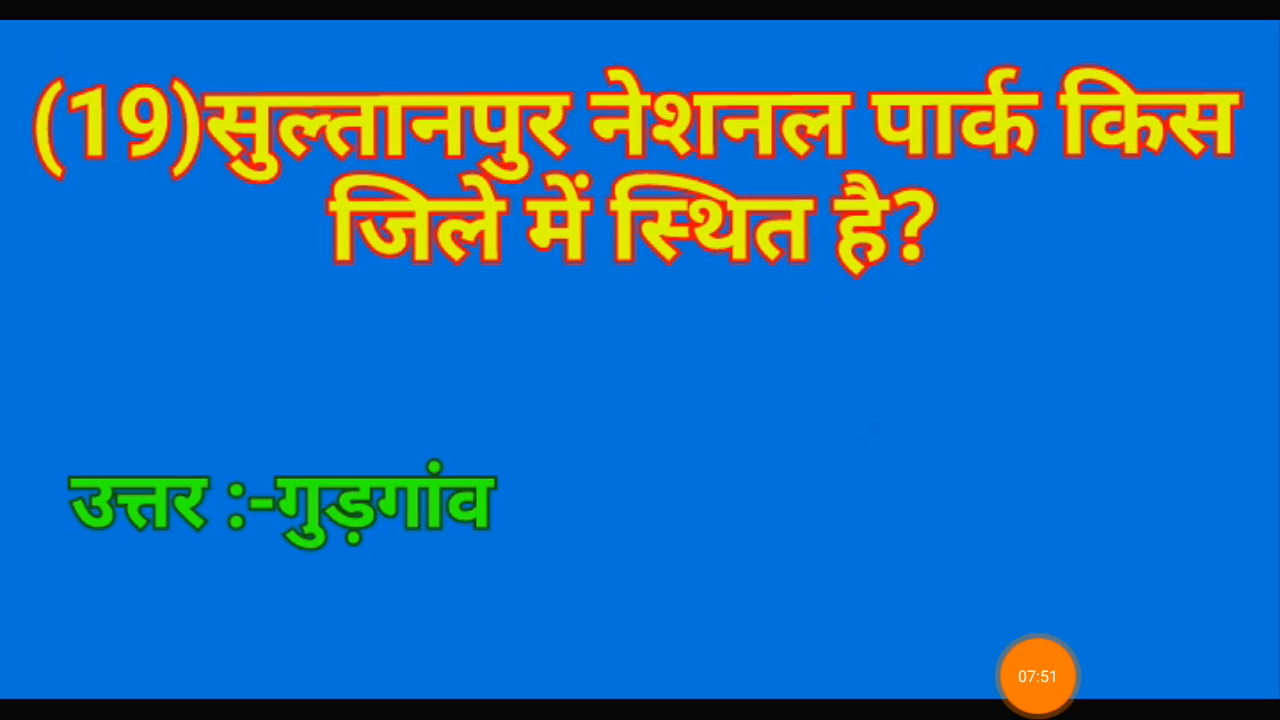 (19)सुल्तानपुर नेशनल पार्क किस
जिले में स्थित है?
उत्तर :-गुड़गांव
07:51